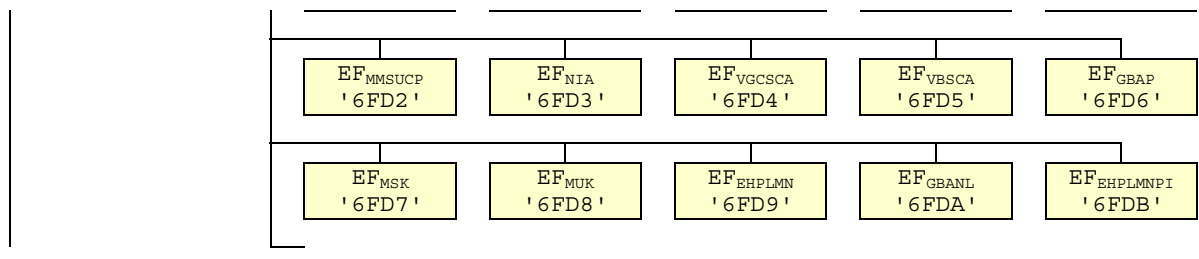 EFMMSUCP EFNIA EFVGCSCA EFVBSCA EFGBAP
'6FD2' '6FD3' '6FD4' '6FD5' '6FD6'
EFMSK EFMUK EFEHPLMN EFGBANL EFEHPLMNPI
'6FD7' '6FD8' '6FD9' '6FDA' '6FDB'